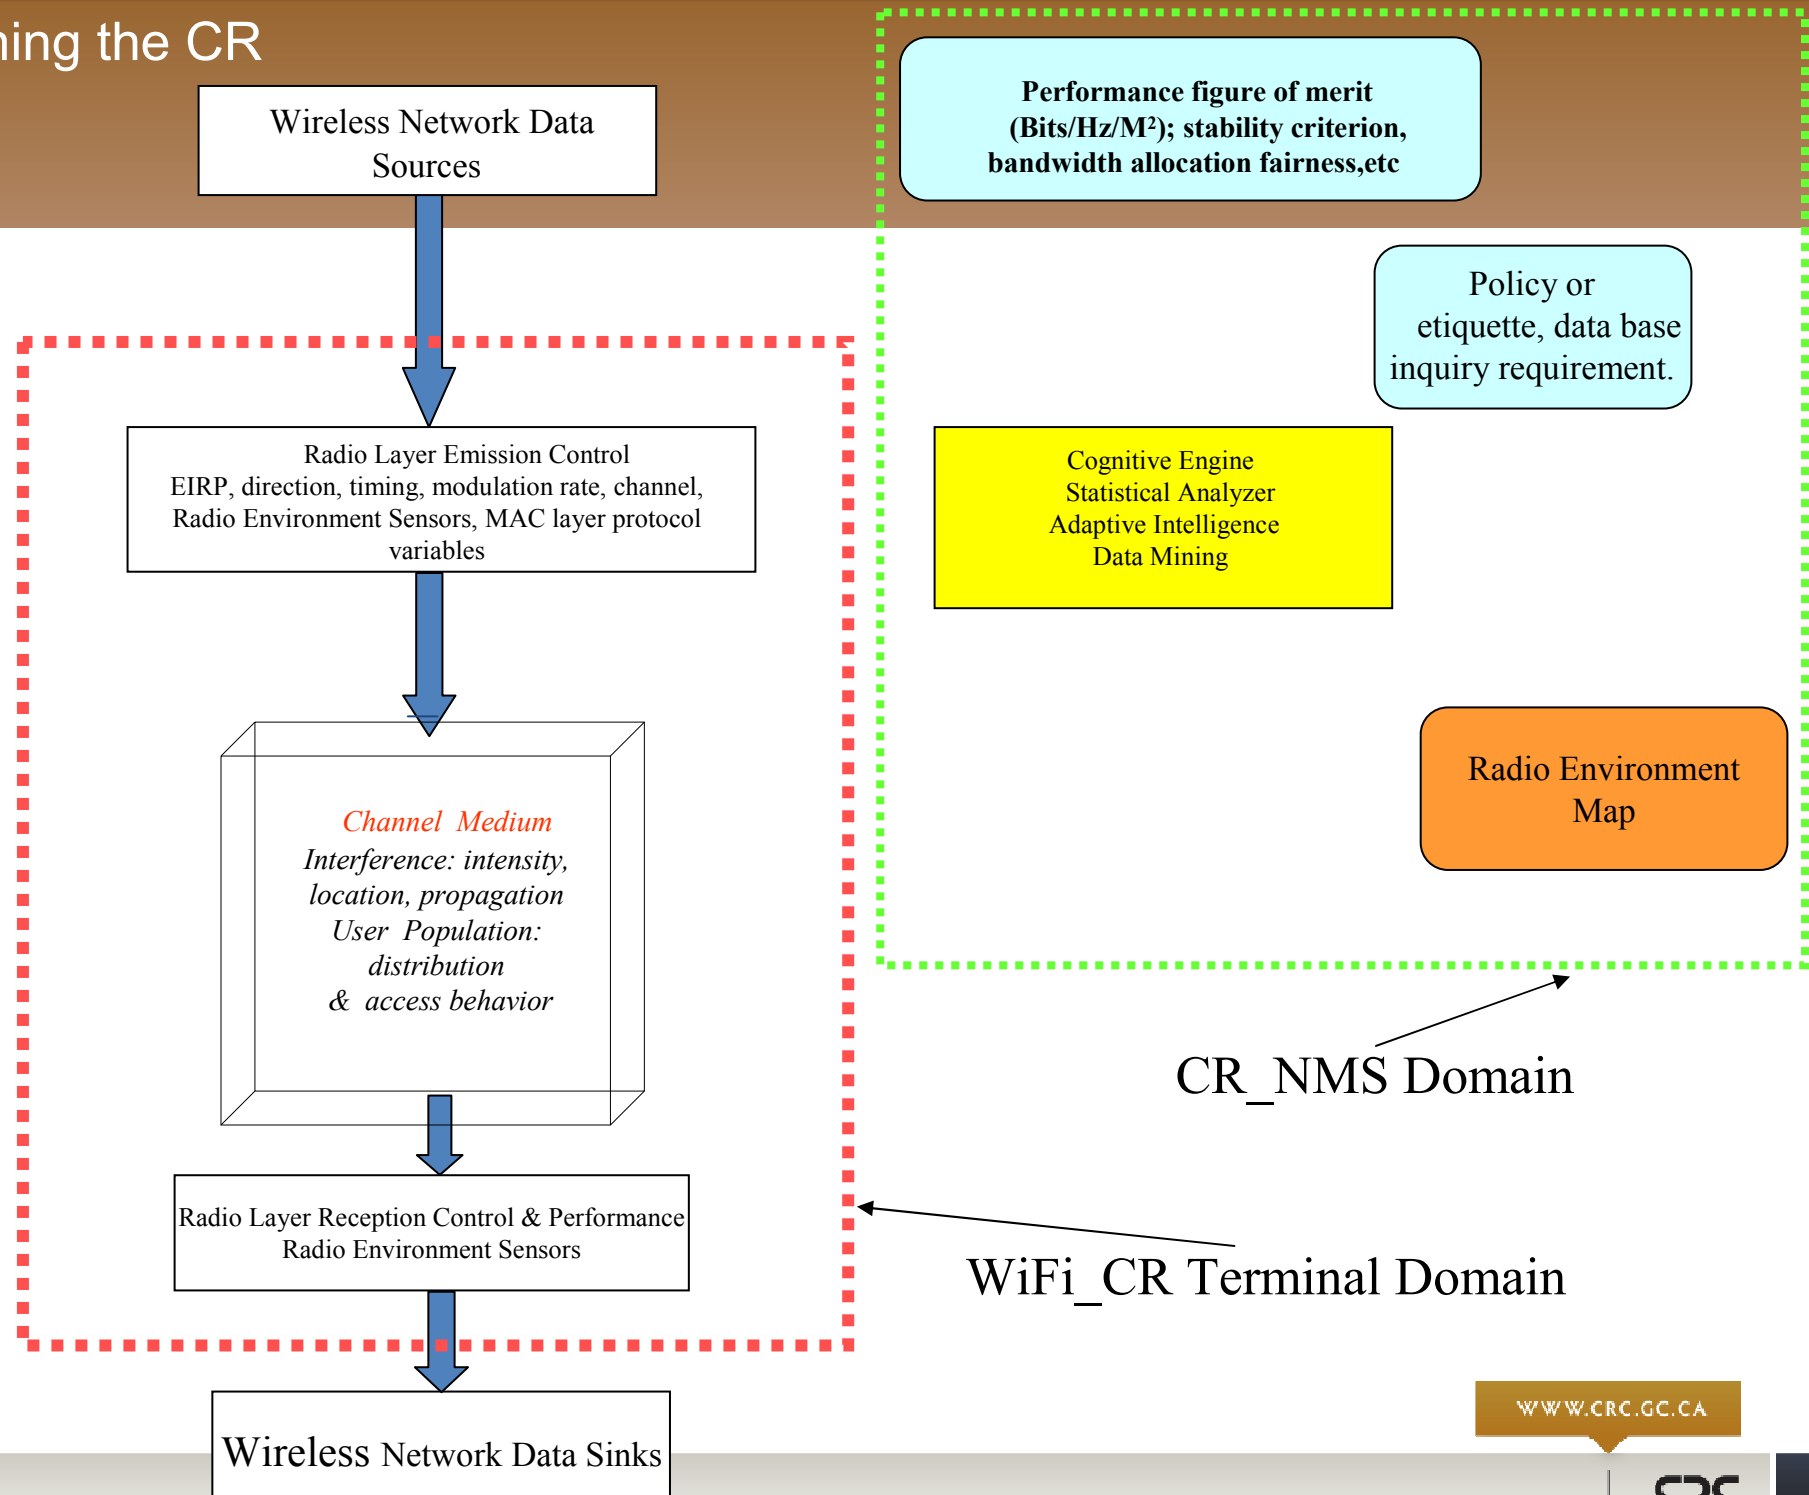 the CR
Wireless Network Data
Sources
Performance figure of merit
(Bits/Hz/M²); stability criterion,
bandwidth allocation fairness,etc
Policy or
etiquette, data base
inquiry requirement.
Radio Layer Emission Control
EIRP, direction, timing, modulation rate, channel,
Radio Environment Sensors, MAC layer protocol
variables
Cognitive Engine
Statistical Analyzer
Adaptive Intelligence
Data Mining
Channel Medium
Interference: intensity,
location, propagation
User Population:
distribution
& access behavior
Radio Environment
Map
CR_NMS Domain
Radio Layer Reception Control & Performance
Radio Environment Sensors
WiFi_CR Terminal Domain
WWW.CRC.GC.CA
Wireless Network Data Sinks